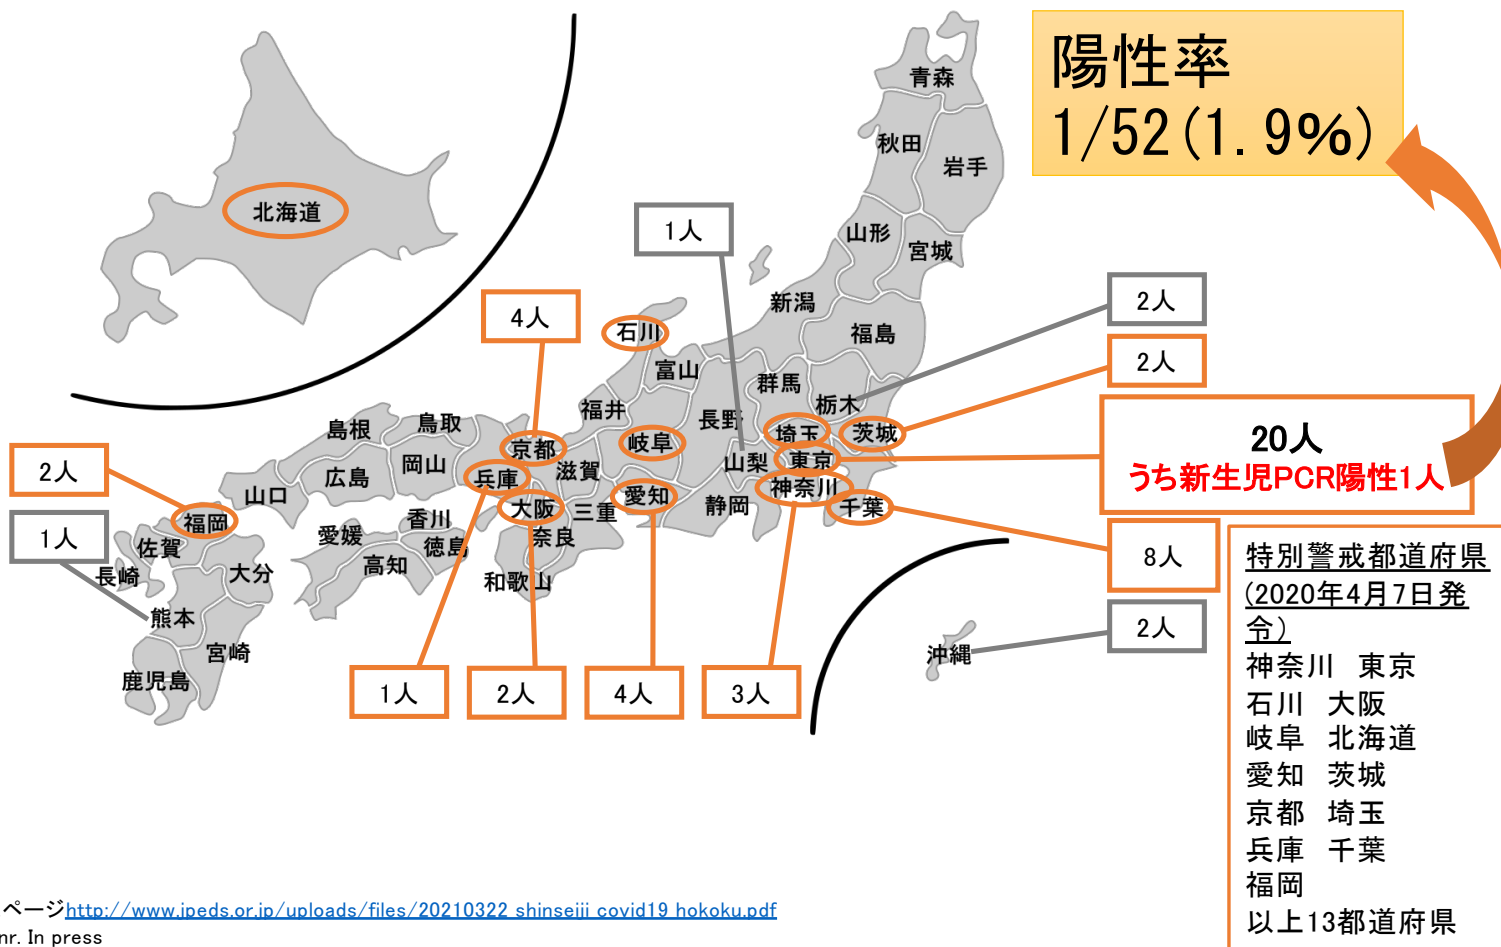 陽性率
1/52(1.9%)
青森
秋田
岩手
北海道
山形
宮城
1人
新潟
2人
4人
石川
福島
2人
富山
群馬
栃木
福井
長野
島根
鳥取
埼玉
茨城
京都
岐阜
20人
うち新生児PCR陽性1人
岡山
滋賀
山梨
東京
2人
広島
兵庫
山口
愛知
神奈川
大阪
静岡
千葉
福岡
香川
三重
1人
愛媛
徳島
奈良
佐賀
高知
8人
長崎
大分
和歌山
熊本
2人
宮崎
沖縄
鹿児島
1人
2人
4人
3人
特別警戒都道府県
(2020年4月7日発
令)
神奈川 東京
石川 大阪
岐阜 北海道
愛知 茨城
京都 埼玉
兵庫 千葉
福岡
以上13都道府県
ページhttp://www.jpeds.or.jp/uploads/files/20210322_shinseiji_covid19_hokoku.pdf
nr. In press